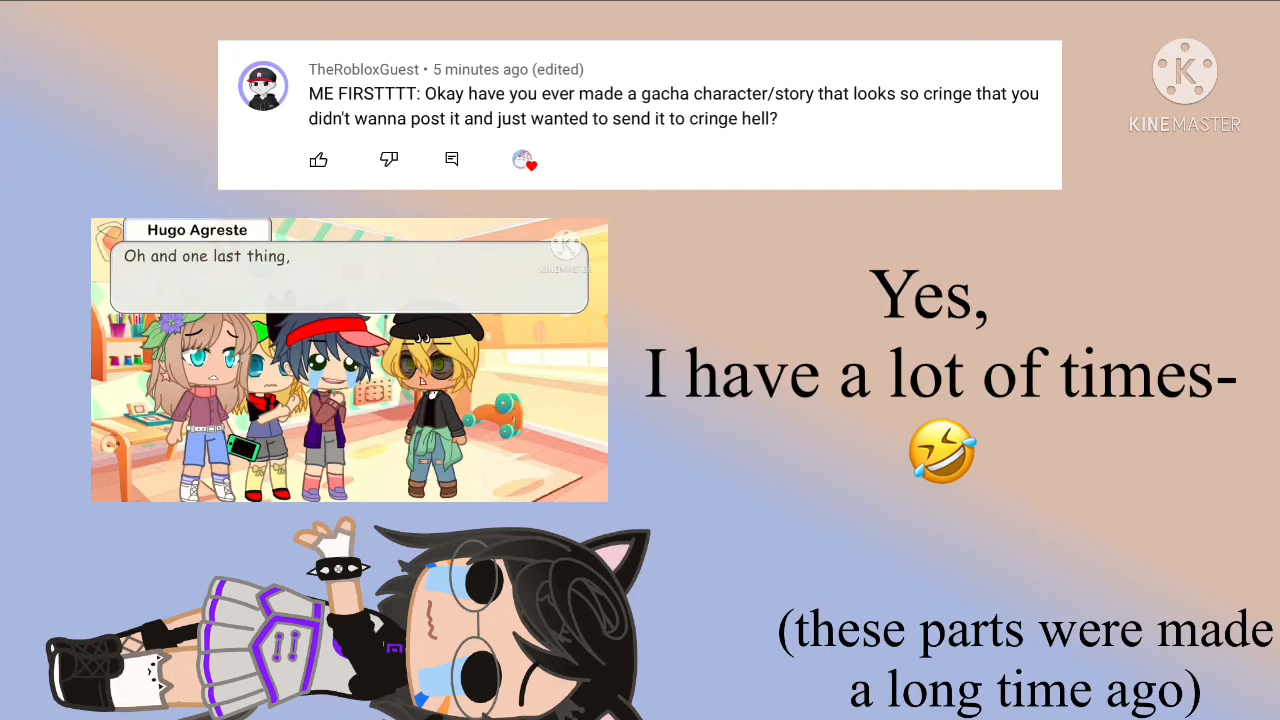 TheRobloxGuest • 5 minutes ago (edited)
ME FIRSTTTT: Okay have you ever made a gacha character/story that looks so cringe that you
didn't wanna post it and just wanted to send it to cringe hell?
KINEMASTER
Hugo Agreste
Oh and one last thing,
KINEMASTER
Yes,
I have a lot of times-
🤣
(these parts were made
a long time ago)